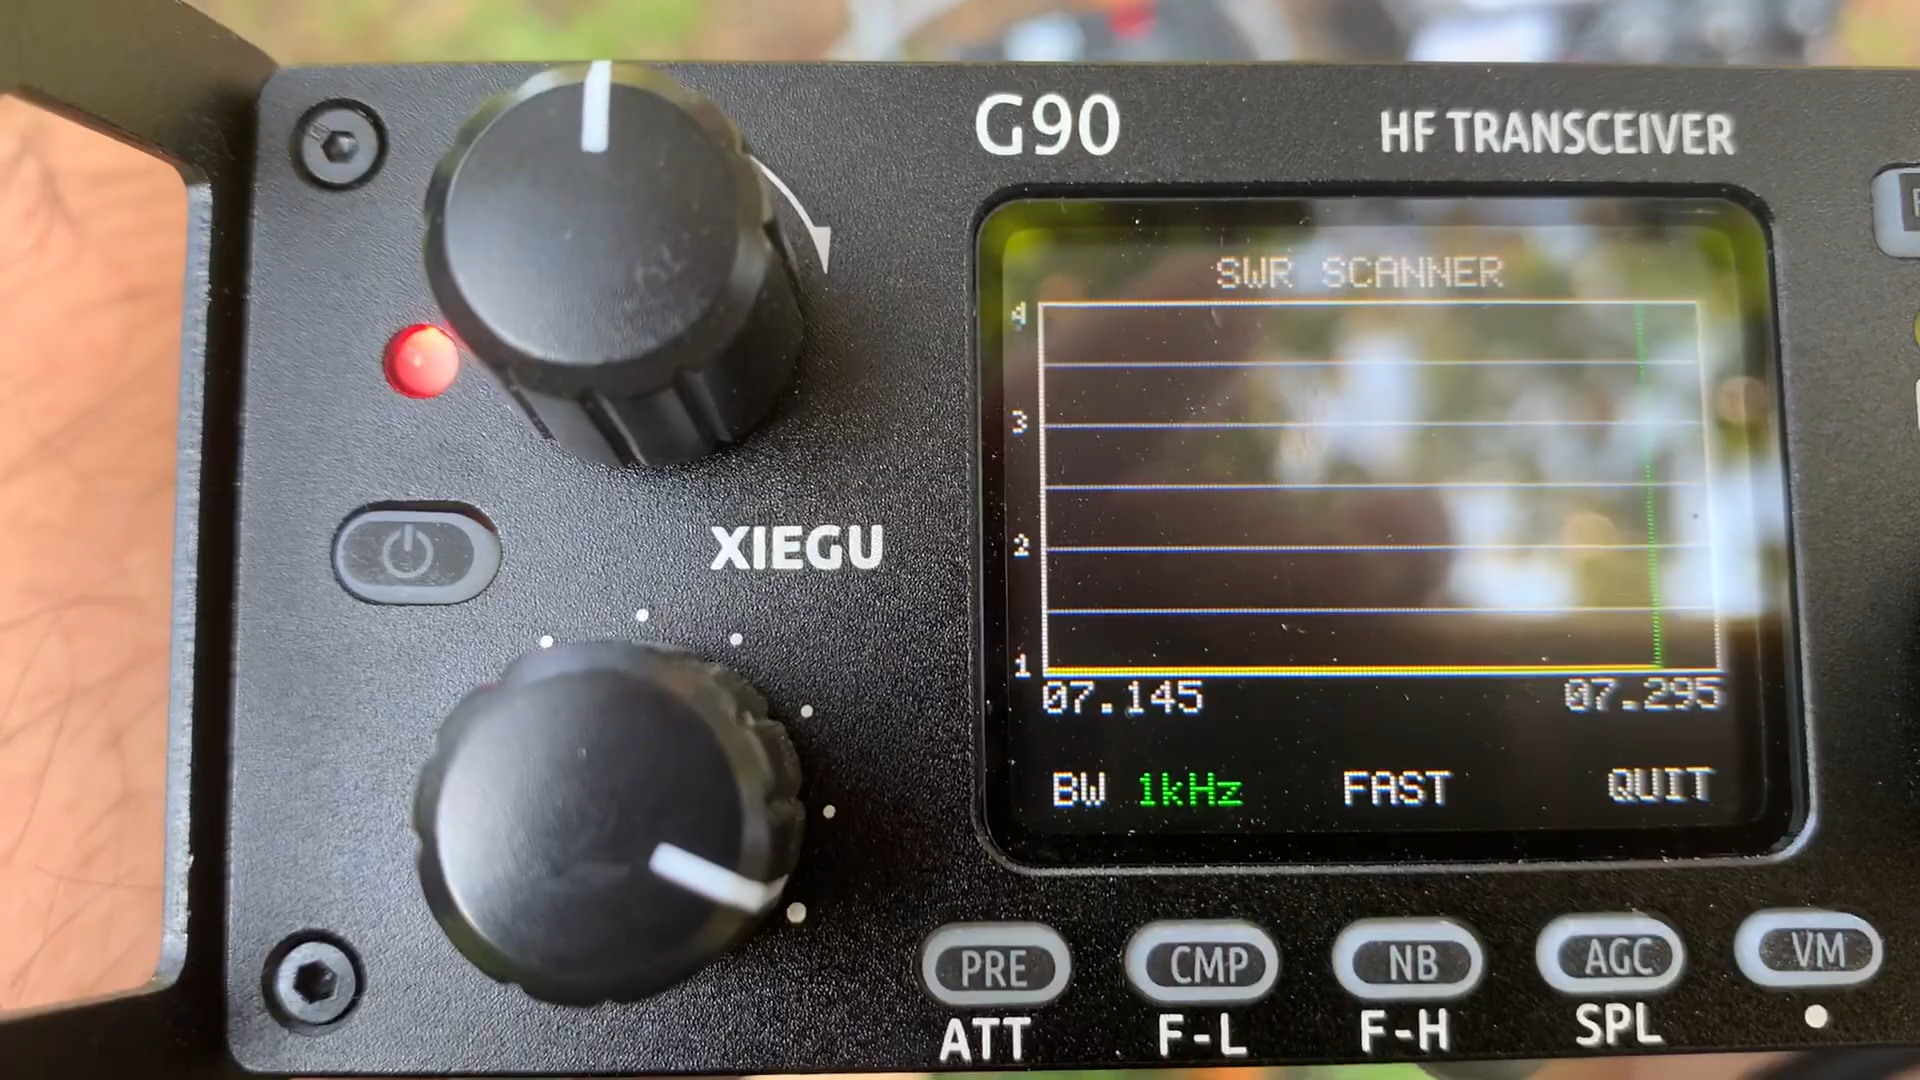 G90
HF TRANSCEIVER
SWR SCANNER
4
3
2
1
07.145 07.295
BW 1kHz FAST QUIT
XIEGU
PRE CMP NB AGC VM
ATT F-L F-H SPL